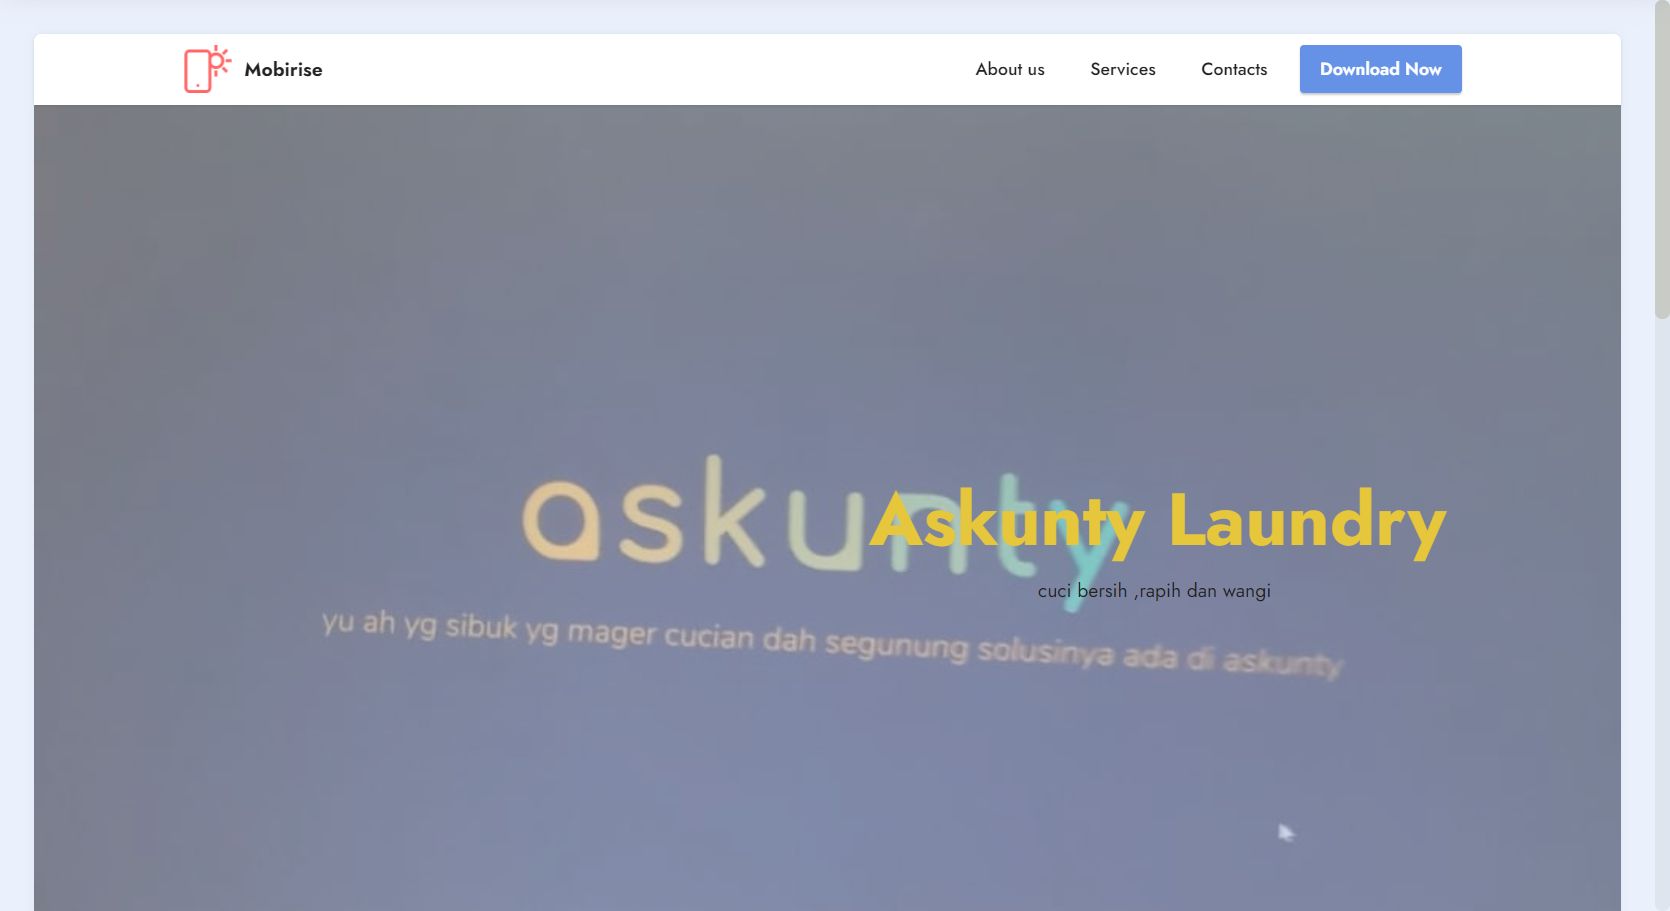 Mobirise
About us
Services
Contacts
Download Now
askunty
Askunty Laundry
cuci bersih ,rapih dan wangi
yu ah yg sibuk yg mager cucian dah segunung solusinya ada di askunty